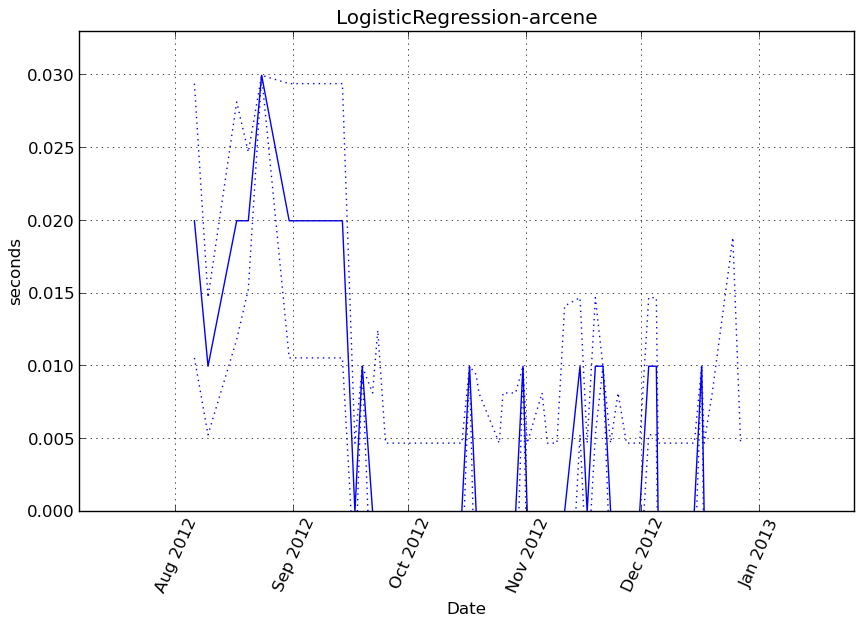 LogisticRegression-arcene
0.030
0.025
0.020
0.015
0.010
0.005
0.000
seconds
Aug 2012
Sep 2012
Oct 2012
Nov 2012
Dec 2012
Jan 2013
Date